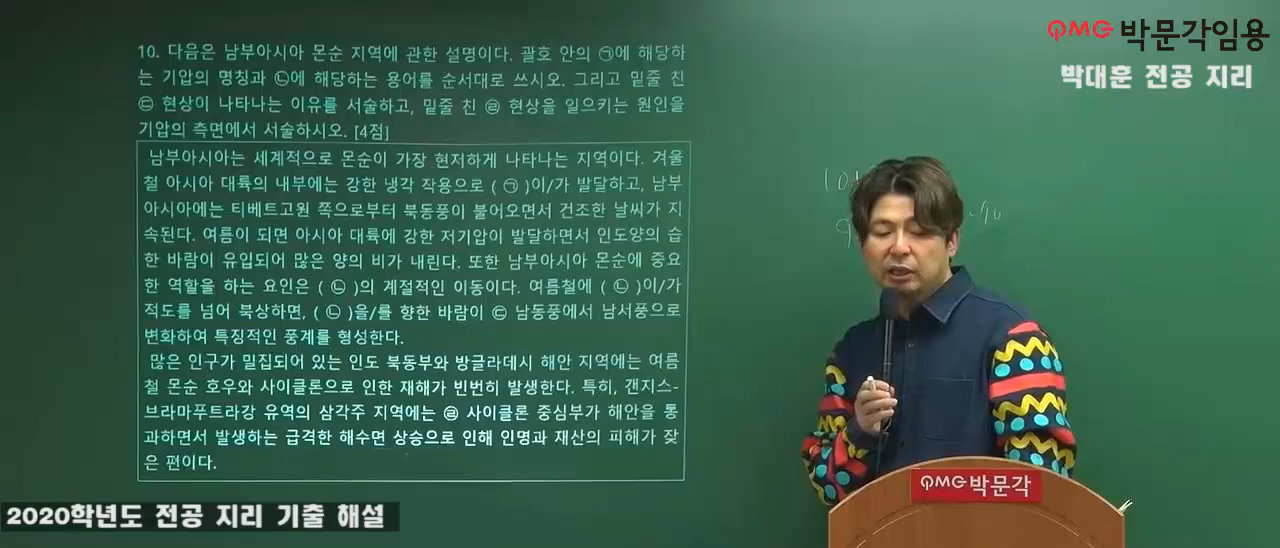 10. 다음은 남부아시아 몬순 지역에 관한 설명이다. 괄호 안의 ㉠에 해당하
는 기압의 명칭과 ㉡에 해당하는 용어를 순서대로 쓰시오. 그리고 밑줄 친
㉢ 현상이 나타나는 이유를 서술하고, 밑줄 친 ㉣ 현상을 일으키는 원인을
기압의 측면에서 서술하시오. [4점]
남부아시아는 세계적으로 몬순이 가장 현저하게 나타나는 지역이다. 겨울
철 아시아 대륙의 내부에는 강한 냉각 작용으로 ( ㉠ )이/가 발달하고, 남부
아시아에는 티베트고원 쪽으로부터 북동풍이 불어오면서 건조한 날씨가 지
속된다. 여름이 되면 아시아 대륙에 강한 저기압이 발달하면서 인도양의 습
한 바람이 유입되어 많은 양의 비가 내린다. 또한 남부아시아 몬순에 중요
한 역할을 하는 요인은 ( ㉡ )의 계절적인 이동이다. 여름철에 ( ㉡ )이/가
적도를 넘어 북상하면, ( ㉡ )을/를 향한 바람이 ㉢ 남동풍에서 남서풍으로
변화하여 특징적인 풍계를 형성한다.
많은 인구가 밀집되어 있는 인도 북동부와 방글라데시 해안 지역에는 여름
철 몬순 호우와 사이클론으로 인한 재해가 빈번히 발생한다. 특히, 갠지스-
브라마푸트라강 유역의 삼각주 지역에는 ㉣ 사이클론 중심부가 해안을 통
과하면서 발생하는 급격한 해수면 상승으로 인해 인명과 재산의 피해가 잦
은 편이다.
PMG 박문각임용
박대훈 전공 지리
PMG 박문각
2020학년도 전공 지리 기출 해설